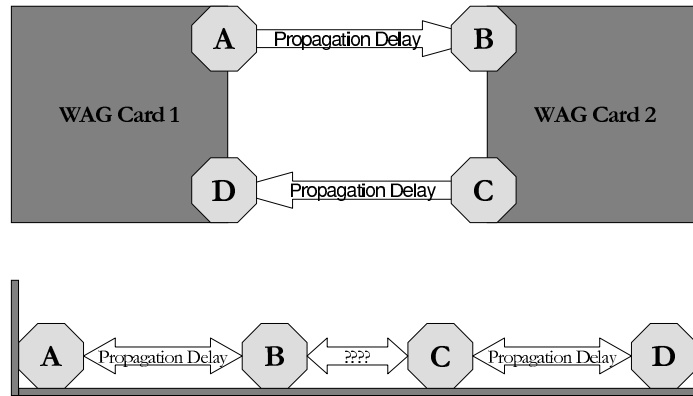 A Propagation Delay B
WAG Card 1 WAG Card 2
D Propagation Delay C
A Propagation Delay B ???? C Propagation Delay D